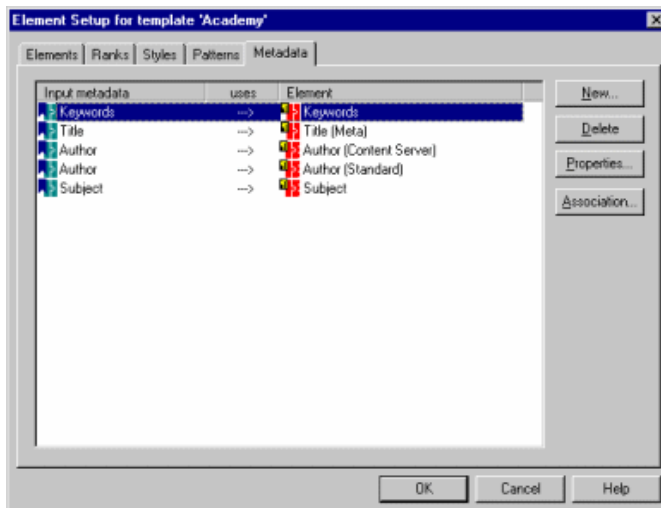 Element Setup for template 'Academy'
Elements Ranks Styles Patterns Metadata
Input metadata uses Element
Keywords ---> Keywords
Title ---> Title (Meta)
Author ---> Author (Content Server)
Author ---> Author (Standard)
Subject ---> Subject
New...
Delete
Properties...
Association...
OK Cancel Help